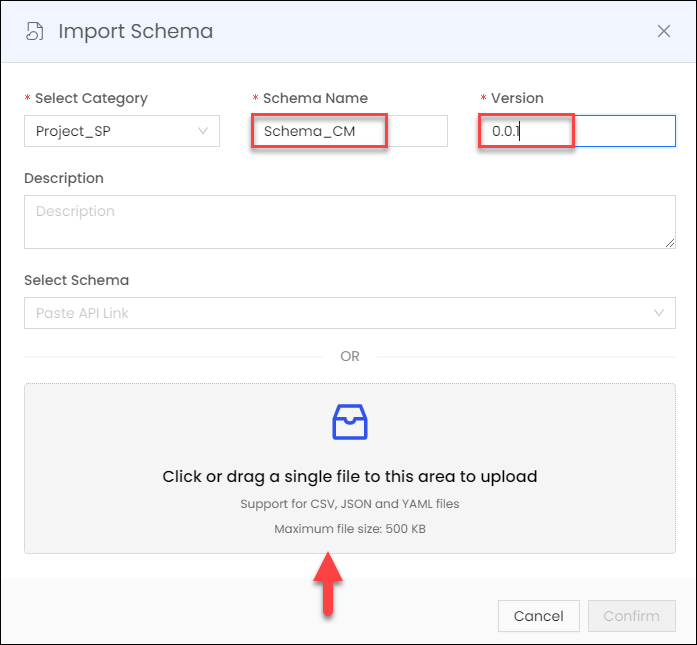 Import Schema
* Select Category
* Schema Name
* Version
Project_SP
Schema_CM
0.0.1
Description
Description
Select Schema
Paste API Link
OR
Click or drag a single file to this area to upload
Support for CSV, JSON and YAML files
Maximum file size: 500 KB
Cancel
Confirm